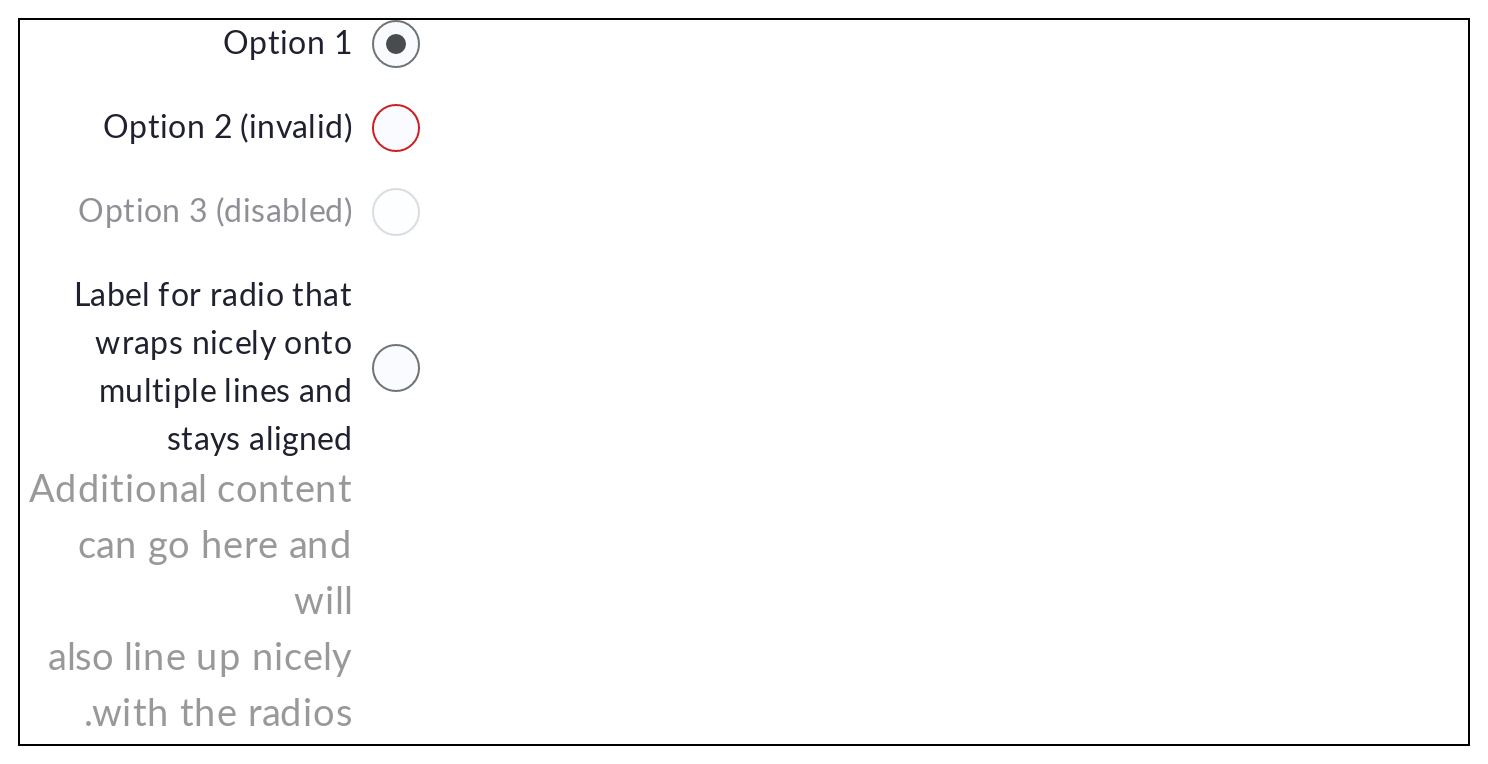 Option 1
Option 2 (invalid)
Option 3 (disabled)
Label for radio that
wraps nicely onto
multiple lines and
stays aligned
Additional content
can go here and
will
also line up nicely
.with the radios